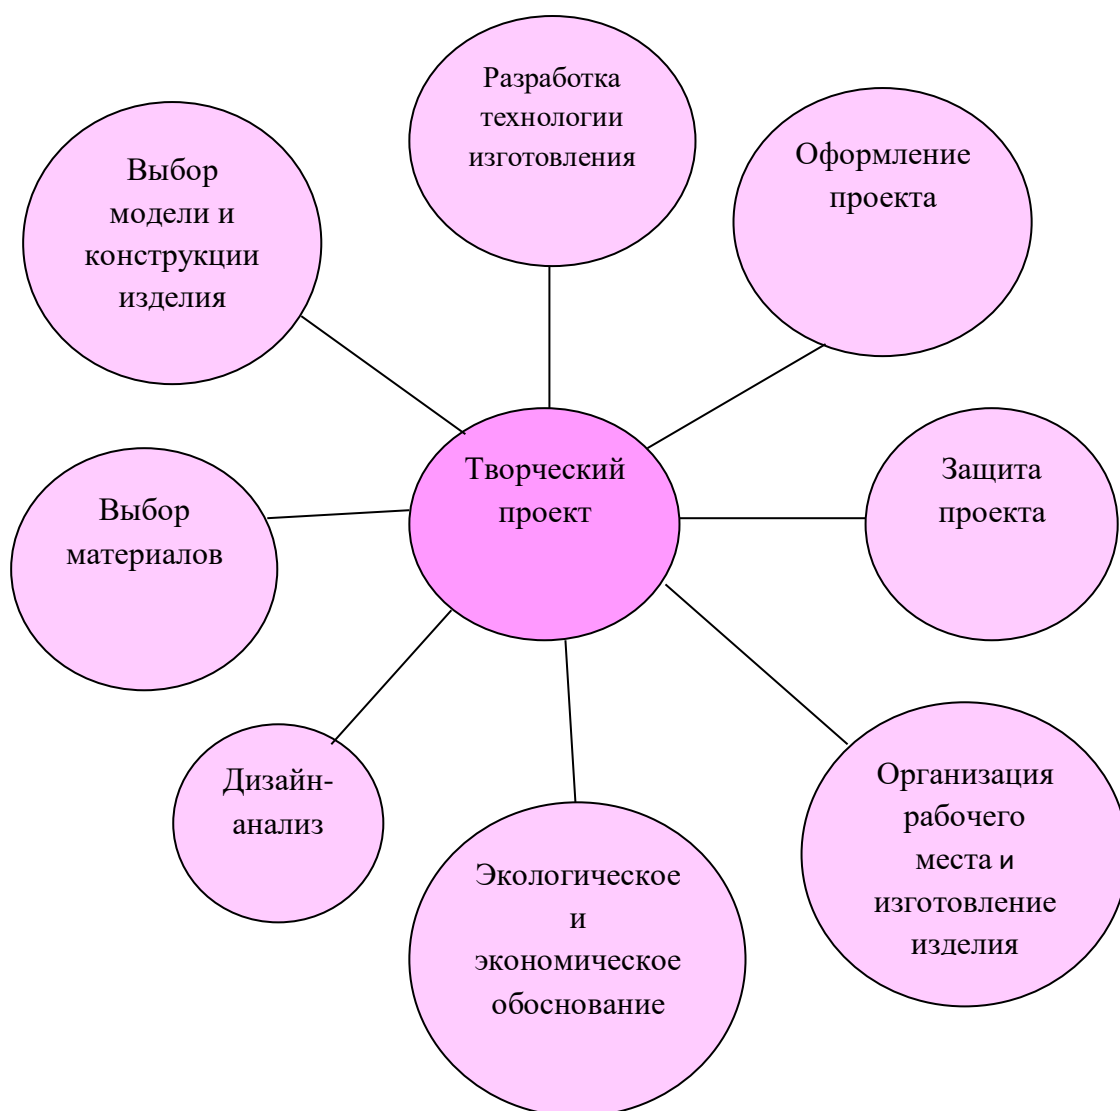 Разработка
технологии
изготовления
Оформление
проекта
Выбор
модели и
конструкции
изделия
Творческий
проект
Защита
проекта
Выбор
материалов
Дизайн-
анализ
Организация
рабочего
места и
изготовление
изделия
Экологическое
и
экономическое
обоснование